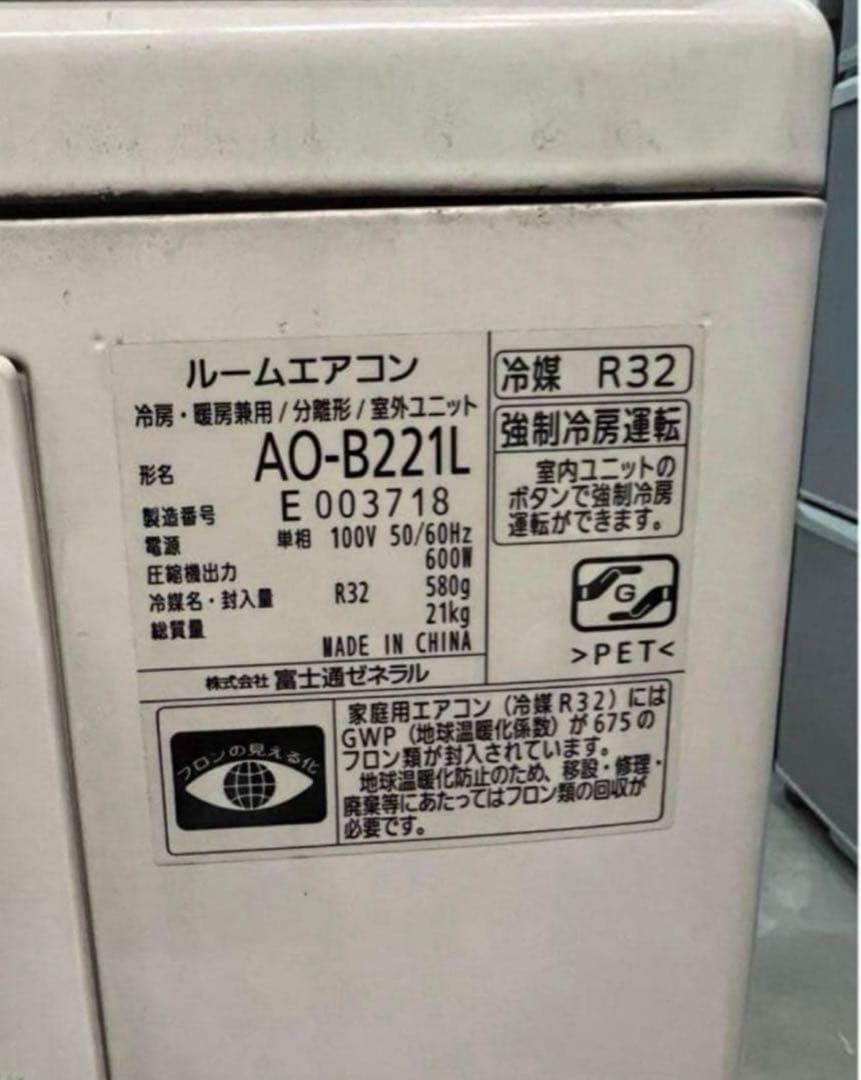 ルームエアコン
冷房・暖房兼用/分離形/室外ユニット
形名 AO-B221L
製造番号 E 003718
電源 単相 100V 50/60Hz
圧縮機出力 600W
冷媒名・封入量 R32 580g
総質量 21kg
MADE IN CHINA
株式会社 富士通ゼネラル
冷媒 R32
強制冷房運転
室内ユニットの
ボタンで強制冷房
運転ができます。
G
>PET<
フロンの見える化
家庭用エアコン(冷媒R32)には
GWP(地球温暖化係数)が675の
フロン類が封入されています。
地球温暖化防止のため、移設・修理・
廃棄等にあたってはフロン類の回収が
必要です。